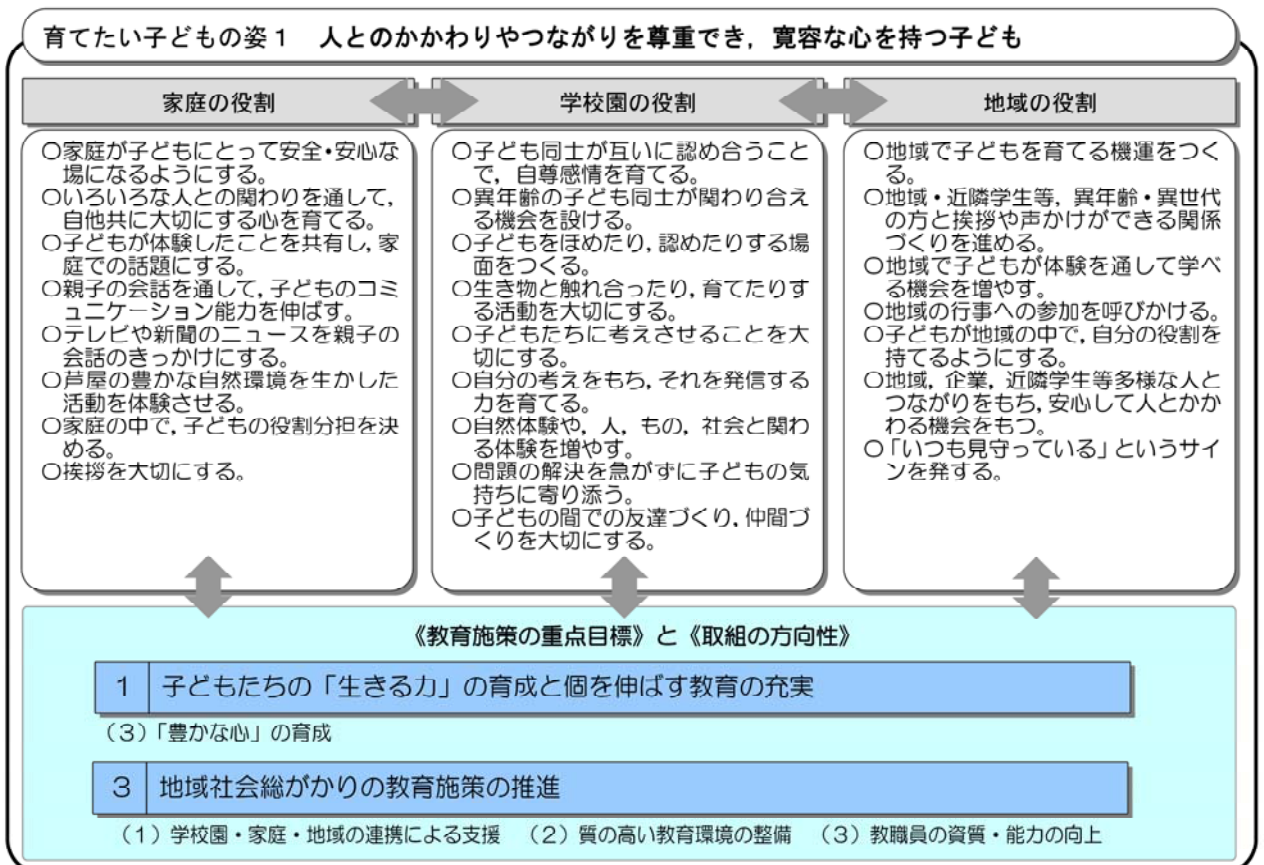 育てたい子どもの姿1　人とのかかわりやつながりを尊重でき，寛容な心を持つ子ども
家庭の役割
○家庭が子どもにとって安全・安心な
場になるようにする。
○いろいろな人との関わりを通して，
自他共に大切にする心を育てる。
○子どもが体験したことを共有し，家
庭での話題にする。
○親子の会話を通して，子どものコミ
ュニケーション能力を伸ばす。
○テレビや新聞のニュースを親子の
会話のきっかけにする。
○芦屋の豊かな自然環境を生かした
活動を体験させる。
○家庭の中で，子どもの役割分担を決
める。
○挨拶を大切にする。
学校園の役割
○子ども同士が互いに認め合うこと
で，自尊感情を育てる。
○異年齢の子ども同士が関わり合え
る機会を設ける。
○子どもをほめたり，認めたりする場
面をつくる。
○生き物と触れ合ったり，育てたりす
る活動を大切にする。
○子どもたちに考えさせることを大
切にする。
○自分の考えをもち，それを発信する
力を育てる。
○自然体験や，人，もの，社会と関わ
る体験を増やす。
○問題の解決を急がずに子どもの気
持ちに寄り添う。
○子どもの間での友達づくり，仲間づ
くりを大切にする。
地域の役割
○地域で子どもを育てる機運をつく
る。
○地域・近隣学生等，異年齢・異世代
の方と挨拶や声かけができる関係
づくりを進める。
○地域で子どもが体験を通して学べ
る機会を増やす。
○地域の行事への参加を呼びかける。
○子どもが地域の中で，自分の役割を
持てるようにする。
○地域，企業，近隣学生等多様な人と
つながりをもち，安心して人とかか
わる機会をもつ。
○「いつも見守っている」というサイ
ンを発する。
《教育施策の重点目標》と《取組の方向性》
1　子どもたちの「生きる力」の育成と個を伸ばす教育の充実
（3）「豊かな心」の育成
3　地域社会総がかりの教育施策の推進
（1）学校園・家庭・地域の連携による支援　（2）質の高い教育環境の整備　（3）教職員の資質・能力の向上